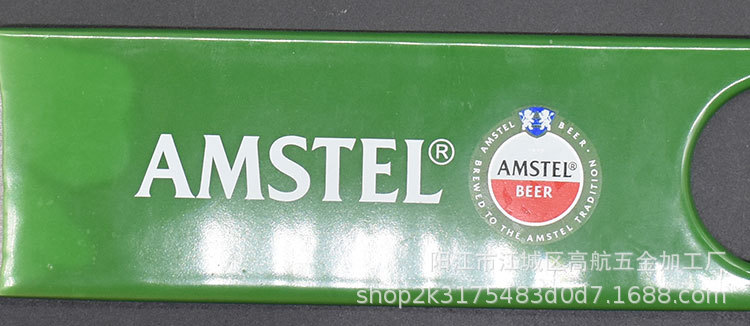 AMSTEL®
AMSTEL BEER
BREWED TO THE AMSTEL TRADITION
AMSTEL®
BEER
阳江市江城区高航五金加工厂
shop2k3175483d0d7.1688.com